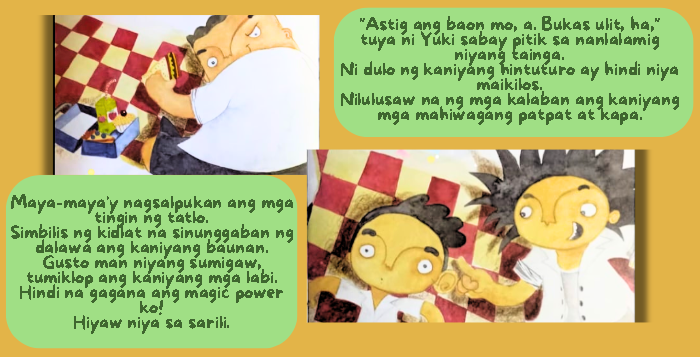 "Astig ang baon mo, a. Bukas ulit, ha,"
tuya ni Yuki sabay pitik sa nanlalamig
niyang tainga.
Ni dulo ng kaniyang hintuturo ay hindi niya
maikilos.
Nilulusaw na ng mga kalaban ang kaniyang
mga mahiwagang patpat at kapa.
Maya-maya'y nagsalpukan ang mga
tingin ng tatlo.
Simbilis ng kidlat na sinunggaban ng
dalawa ang kaniyang baunan.
Gusto man niyang sumigaw,
tumiklop ang kaniyang mga labi.
Hindi na gagana ang magic power
ko!
Hiyaw niya sa sarili.